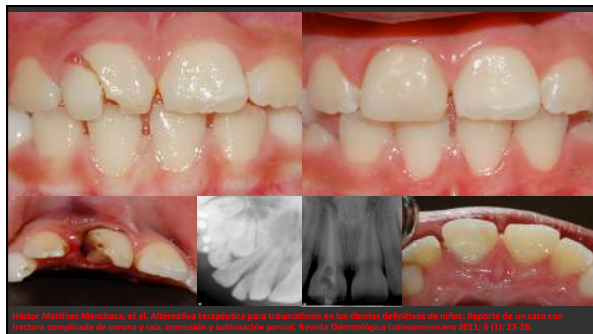 Héctor Martínez Menchaca, et al. Alternativa terapéutica para traumatismo en los dientes definitivos de niños: Reporte de un caso con
fractura complicada de corona e raíz, concusión y subluxación parcial. Revista Odontológica Latinoamericana 2011; 3 (1): 23-26.